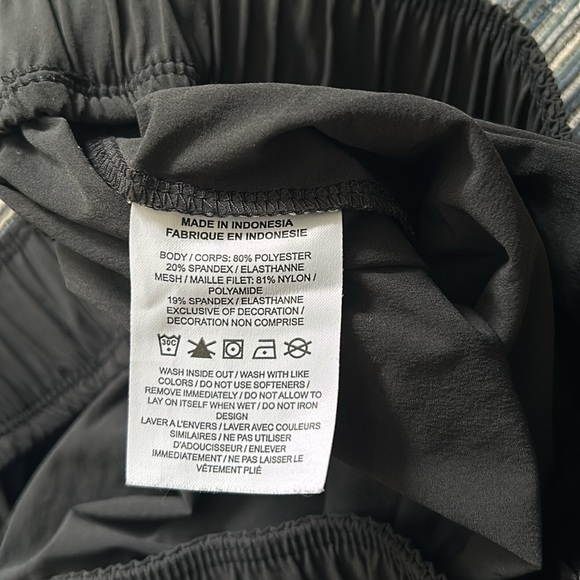 MADE IN INDONESIA
FABRIQUE EN INDONESIE
BODY / CORPS: 80% POLYESTER
20% SPANDEX / ELASTHANNE
MESH / MAILLE FILET: 81% NYLON /
POLYAMIDE
19% SPANDEX / ELASTHANNE
EXCLUSIVE OF DECORATION /
DECORATION NON COMPRISE
30C
WASH INSIDE OUT / WASH WITH LIKE
COLORS / DO NOT USE SOFTENERS /
REMOVE IMMEDIATELY / DO NOT ALLOW TO
LAY ON ITSELF WHEN WET / DO NOT IRON
DESIGN
LAVER A L'ENVERS / LAVER AVEC COULEURS
SIMILAIRES / NE PAS UTILISER
D'ADOUCISSEUR / ENLEVER
IMMEDIATEMENT / NE PAS LAISSER LE
VÊTEMENT PLIÉ